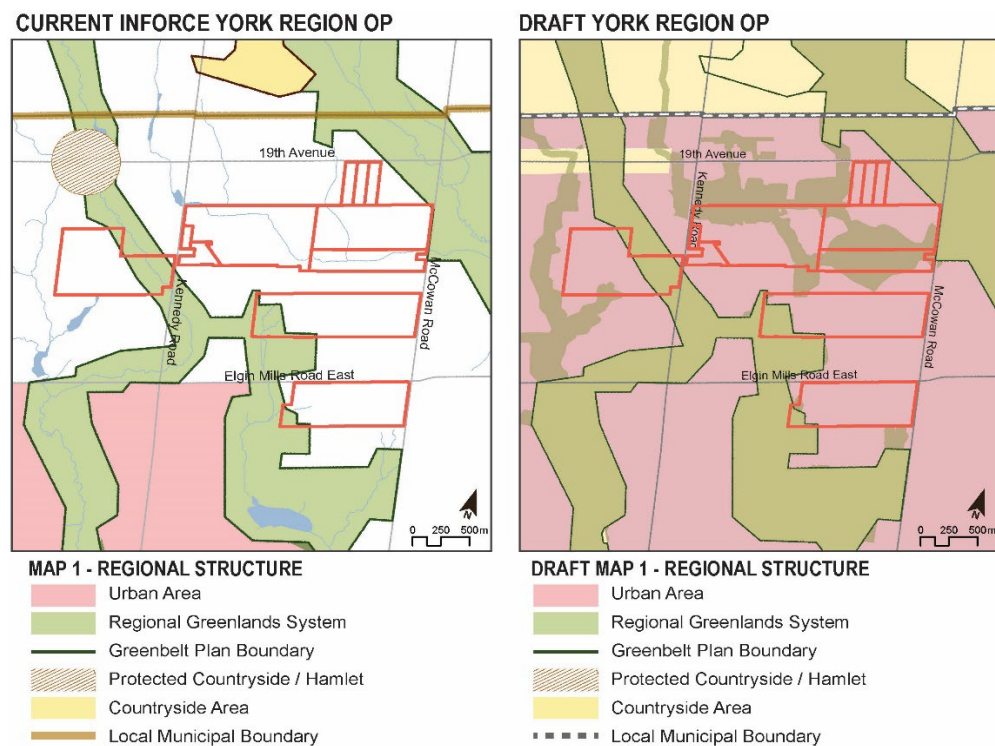 CURRENT INFORCE YORK REGION OP
19th Avenue
Kennedy Road
McCowan Road
Elgin Mills Road East
N
0 250 500m
MAP 1 - REGIONAL STRUCTURE
Urban Area
Regional Greenlands System
Greenbelt Plan Boundary
Protected Countryside / Hamlet
Countryside Area
Local Municipal Boundary
DRAFT YORK REGION OP
19th Avenue
Kennedy Road
McCowan Road
Elgin Mills Road East
N
0 250 500m
DRAFT MAP 1 - REGIONAL STRUCTURE
Urban Area
Regional Greenlands System
Greenbelt Plan Boundary
Protected Countryside / Hamlet
Countryside Area
Local Municipal Boundary